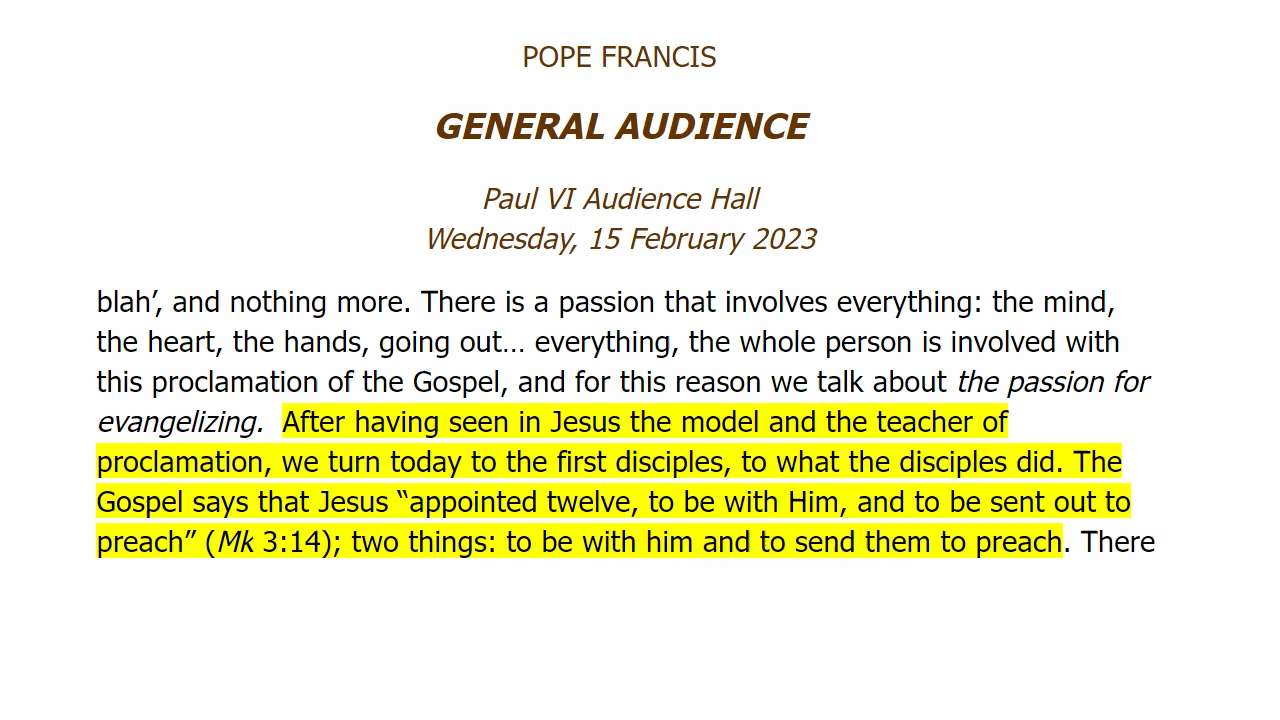 POPE FRANCIS
GENERAL AUDIENCE
Paul VI Audience Hall
Wednesday, 15 February 2023
blah’, and nothing more. There is a passion that involves everything: the mind,
the heart, the hands, going out… everything, the whole person is involved with
this proclamation of the Gospel, and for this reason we talk about the passion for
evangelizing. After having seen in Jesus the model and the teacher of
proclamation, we turn today to the first disciples, to what the disciples did. The
Gospel says that Jesus “appointed twelve, to be with Him, and to be sent out to
preach” (Mk 3:14); two things: to be with him and to send them to preach. There